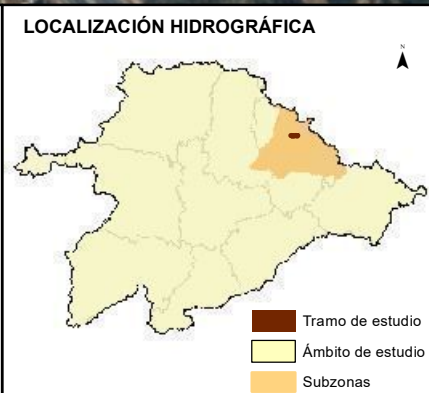 LOCALIZACIÓN HIDROGRÁFICA
N
Tramo de estudio
Ámbito de estudio
Subzonas